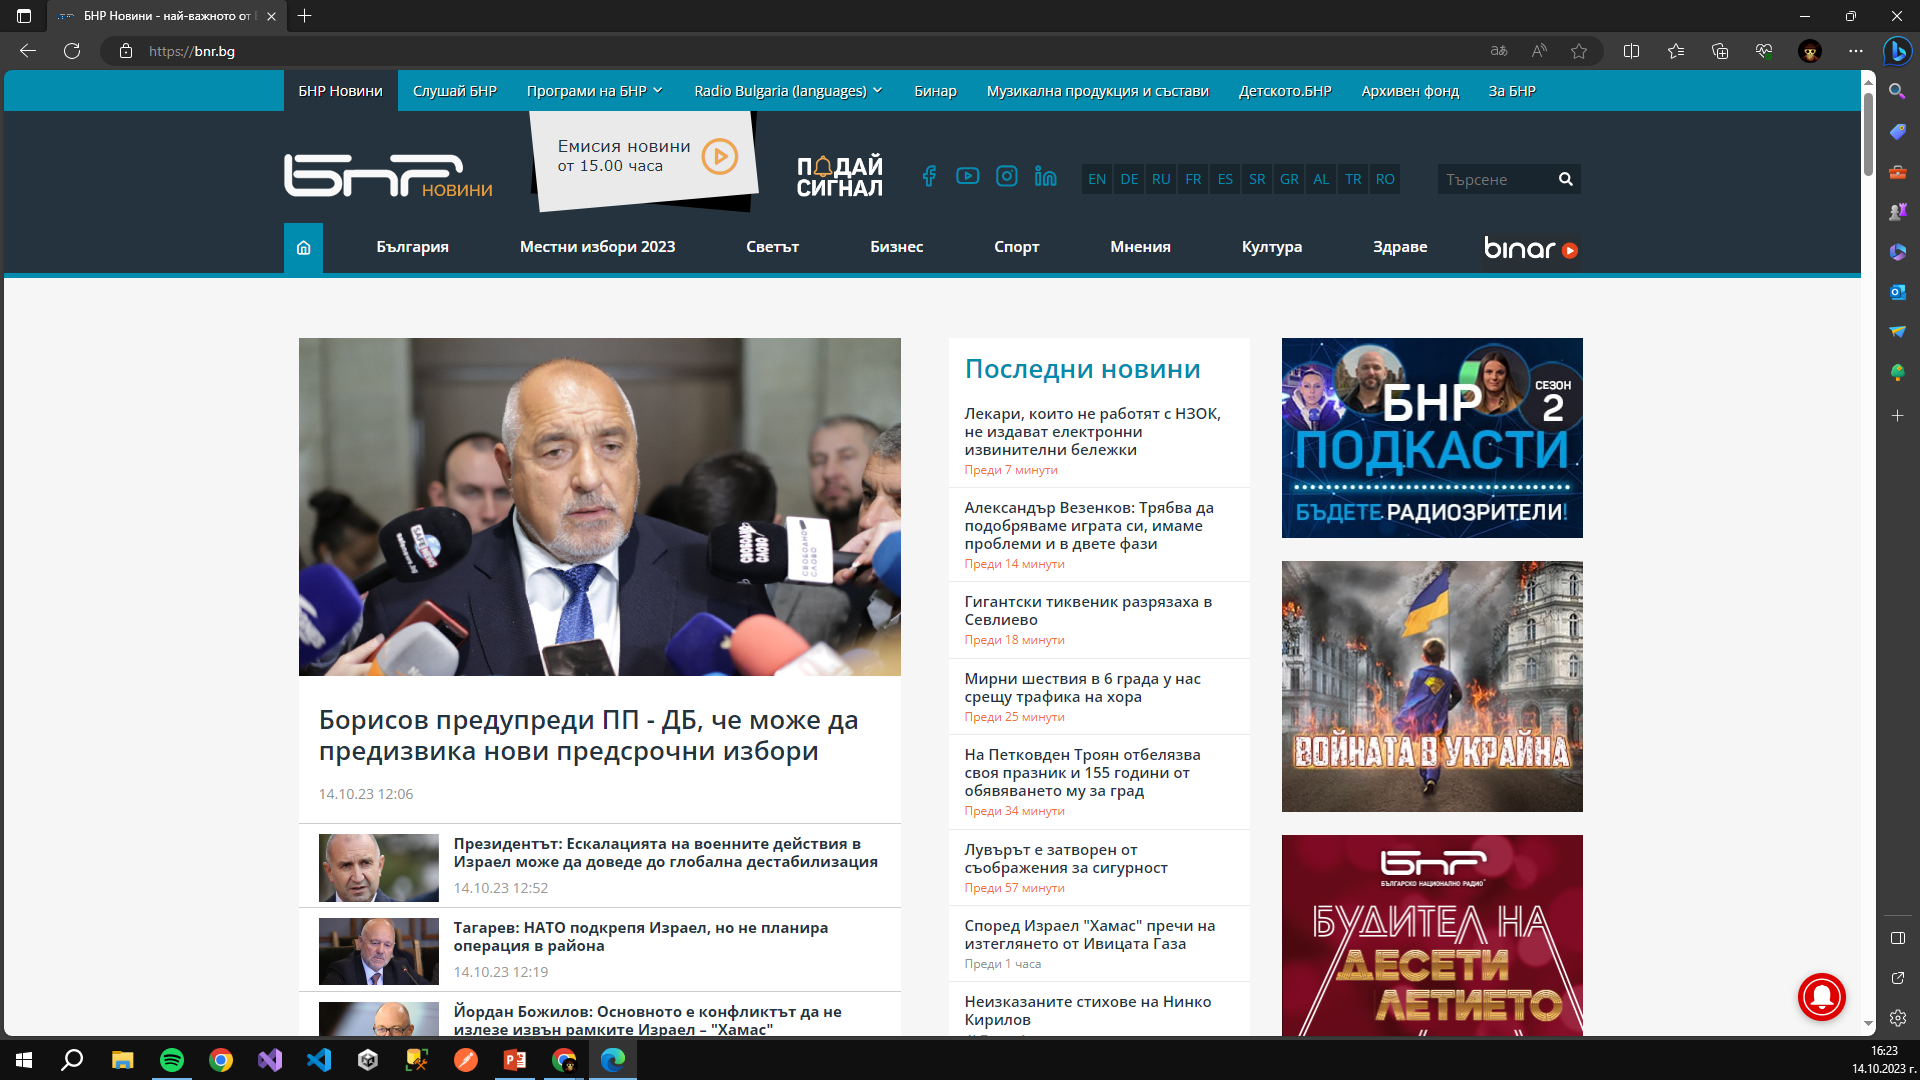 БНР Новини - най-важното от Б
https://bnr.bg
БНР Новини
Слушай БНР
Програми на БНР
Radio Bulgaria (languages)
Бинар
Музикална продукция и състави
Детското.БНР
Архивен фонд
За БНР
БНР НОВИНИ
Емисия новини
от 15.00 часа
ПОДАЙ
СИГНАЛ
EN DE RU FR ES SR GR AL TR RO
Търсене
България
Местни избори 2023
Светът
Бизнес
Спорт
Мнения
Култура
Здраве
binar
Борисов предупреди ПП - ДБ, че може да
предизвика нови предсрочни избори
14.10.23 12:06
Президентът: Ескалацията на военните действия в
Израел може да доведе до глобална дестабилизация
14.10.23 12:52
Тагарев: НАТО подкрепя Израел, но не планира
операция в района
14.10.23 12:19
Йордан Божилов: Основното е конфликтът да не
излезе извън рамките Израел – "Хамас"
Последни новини
Лекари, които не работят с НЗОК,
не издават електронни
извинителни бележки
Преди 7 минути
Александър Везенков: Трябва да
подобряваме играта си, имаме
проблеми и в двете фази
Преди 14 минути
Гигантски тиквеник разрязаха в
Севлиево
Преди 18 минути
Мирни шествия в 6 града у нас
срещу трафика на хора
Преди 25 минути
На Петковден Троян отбелязва
своя празник и 155 години от
обявяването му за град
Преди 34 минути
Лувърът е затворен от
съображения за сигурност
Преди 57 минути
Според Израел "Хамас" пречи на
изтеглянето от Ивицата Газа
Преди 1 часа
Неизказаните стихове на Нинко
Кирилов
БНР
СЕЗОН
2
ПОДКАСТИ
БЪДЕТЕ РАДИОЗРИТЕЛИ!
ВОЙНАТА В УКРАЙНА
БНР
БЪЛГАРСКО НАЦИОНАЛНО РАДИО
БУДИТЕЛ НА
ДЕСЕТИ
ЛЕТИЕТО
СВОБОДНО
СЛОВО
16:23
14.10.2023 г.